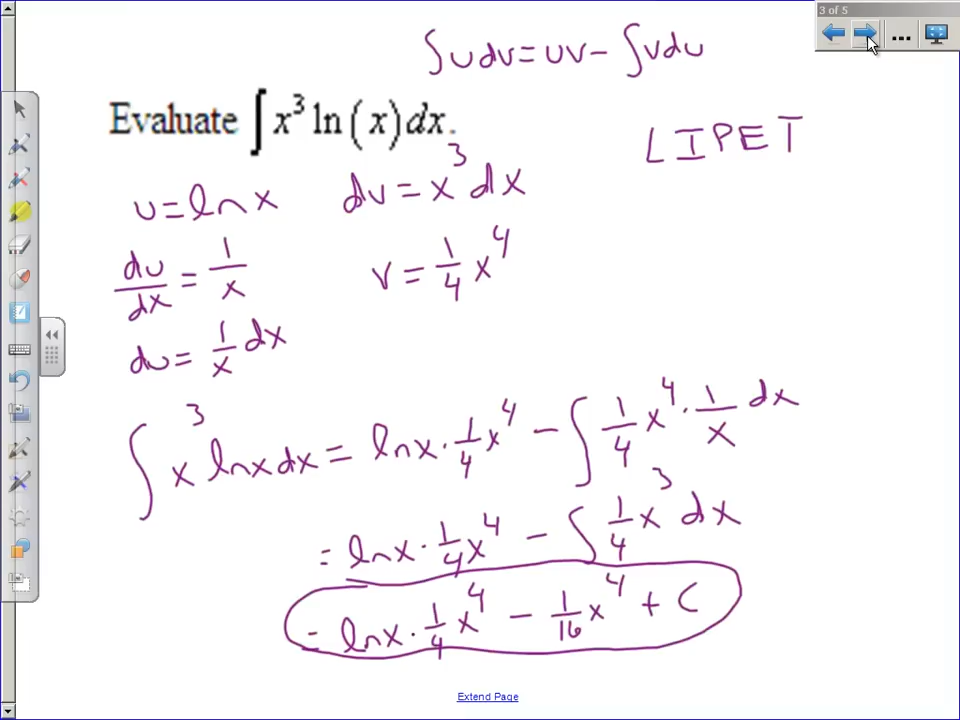 3 of 5
∫u dv = uv − ∫v du
Evaluate ∫ x³ ln(x) dx.
LIPET
u = ln x dv = x³ dx
du/dx = 1/x v = 1/4 x⁴
du = 1/x dx
∫ x³ ln x dx = ln x · 1/4 x⁴ − ∫ 1/4 x⁴ · 1/x dx
= ln x · 1/4 x⁴ − ∫ 1/4 x³ dx
= ln x · 1/4 x⁴ − 1/16 x⁴ + C
Extend Page